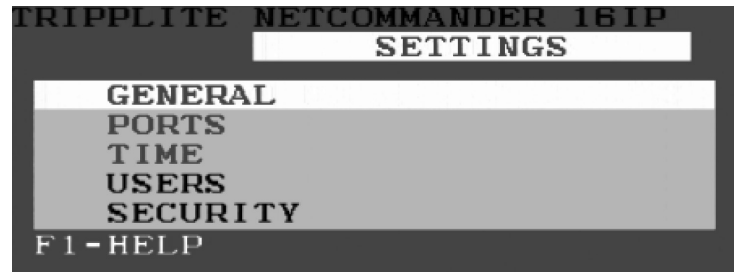 TRIPPLITE NETCOMMANDER 16IP
SETTINGS
GENERAL
PORTS
TIME
USERS
SECURITY
F1-HELP